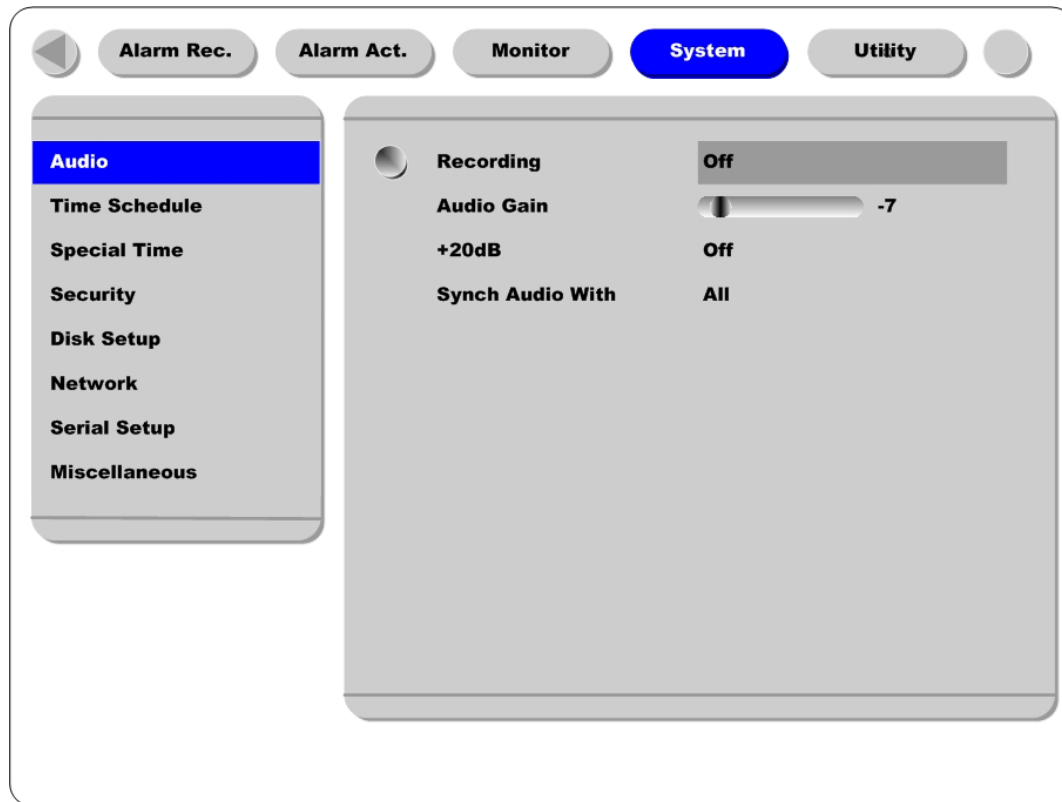 Alarm Rec. Alarm Act. Monitor System Utility
Audio
Time Schedule
Special Time
Security
Disk Setup
Network
Serial Setup
Miscellaneous
Recording Off
Audio Gain -7
+20dB Off
Synch Audio With All